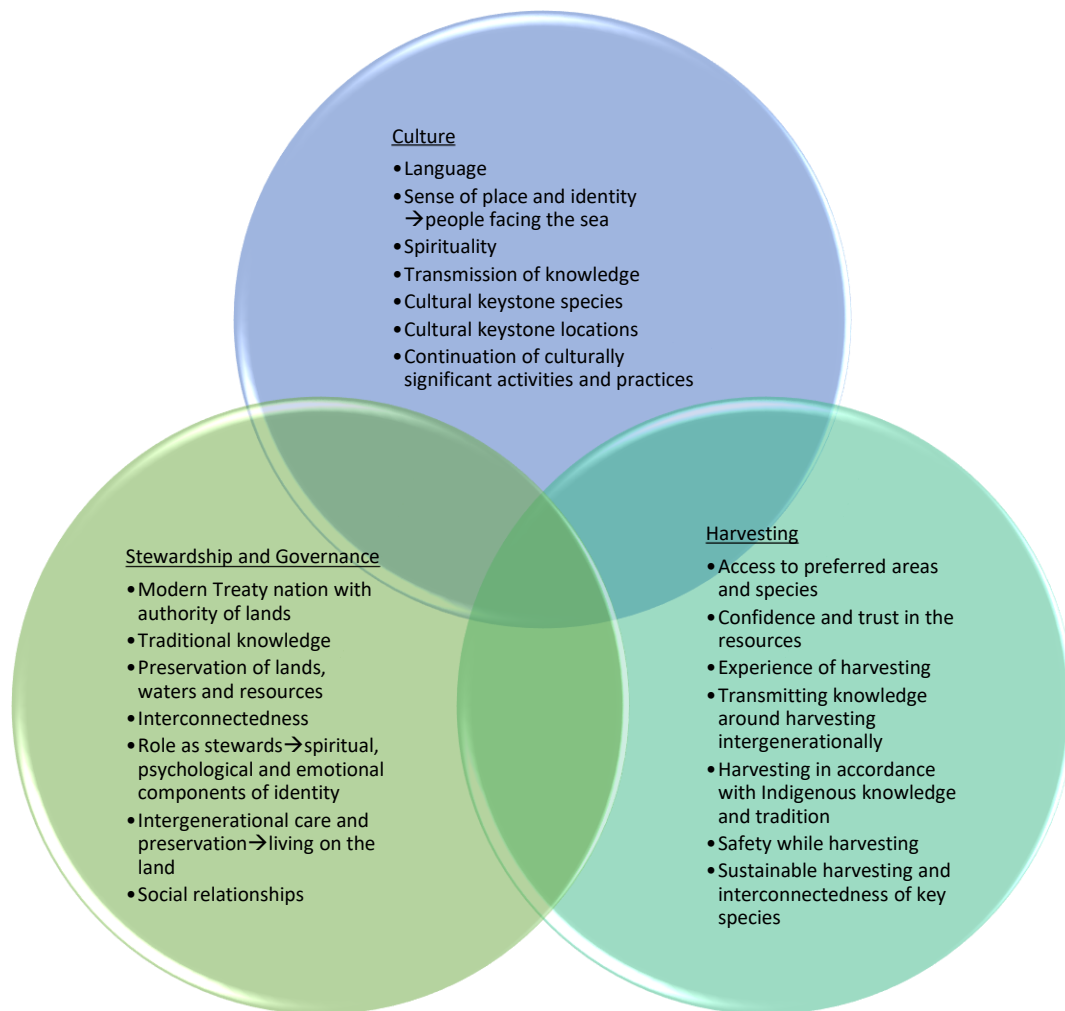 Culture
•Language
•Sense of place and identity
→people facing the sea
•Spirituality
•Transmission of knowledge
•Cultural keystone species
•Cultural keystone locations
•Continuation of culturally
significant activities and practices
Stewardship and Governance
•Modern Treaty nation with
authority of lands
•Traditional knowledge
•Preservation of lands,
waters and resources
•Interconnectedness
•Role as stewards→spiritual,
psychological and emotional
components of identity
•Intergenerational care and
preservation→living on the
land
•Social relationships
Harvesting
•Access to preferred areas
and species
•Confidence and trust in the
resources
•Experience of harvesting
•Transmitting knowledge
around harvesting
intergenerationally
•Harvesting in accordance
with Indigenous knowledge
and tradition
•Safety while harvesting
•Sustainable harvesting and
interconnectedness of key
species